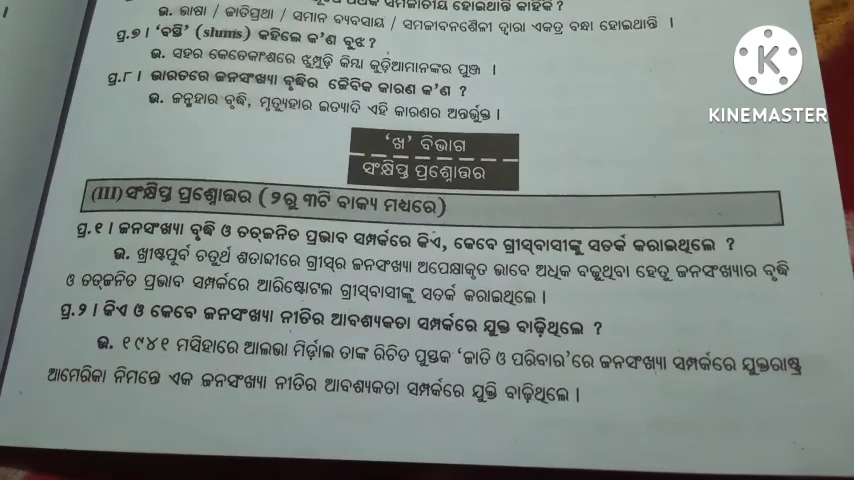 ପୃଥକ ସମଜାତୀୟ ହୋଇଥାଆନ୍ତି କାହିଁକି ?
ଉ. ଭାଷା / ଜାତିପ୍ରଥା / ସମାନ ବ୍ୟବସାୟ / ସମଜୀବନଶୈଳୀ ଦ୍ୱାରା ଏକତ୍ର ବନ୍ଧା ହୋଇଥାନ୍ତି ।
ପ୍ର.୭ । ‘ବସ୍ତି’ (slums) କହିଲେ କ’ଣ ବୁଝ ?
ଉ. ସହର କେତେକାଂଶରେ ଝୁମ୍ପୁଡ଼ି କିମ୍ବା କୁଡ଼ିଆମାନଙ୍କର ପୁଞ୍ଜ ।
ପ୍ର.୮ । ଭାରତରେ ଜନସଂଖ୍ୟା ବୃଦ୍ଧିର ଜୈବିକ କାରଣ କ’ଣ ?
ଉ. ଜନ୍ମହାର ବୃଦ୍ଧି, ମୃତ୍ୟୁହାର ଇତ୍ୟାଦି ଏହି କାରଣର ଅନ୍ତର୍ଭୁକ୍ତ ।
K
KINEMASTER
‘ଖ’ ବିଭାଗ
ସଂକ୍ଷିପ୍ତ ପ୍ରଶ୍ନୋତ୍ତର
(III) ସଂକ୍ଷିପ୍ତ ପ୍ରଶ୍ନୋତ୍ତର (୨ରୁ ୩ଟି ବାକ୍ୟ ମଧ୍ୟରେ)
ପ୍ର.୧ । ଜନସଂଖ୍ୟା ବୃଦ୍ଧି ଓ ତତ୍‌ଜନିତ ପ୍ରଭାବ ସମ୍ପର୍କରେ କିଏ, କେବେ ଗ୍ରୀସ୍‌ବାସୀଙ୍କୁ ସତର୍କ କରାଇଥିଲେ ?
ଉ. ଖ୍ରୀଷ୍ଟପୂର୍ବ ଚତୁର୍ଥ ଶତାବ୍ଦୀରେ ଗ୍ରୀସ୍‌ର ଜନସଂଖ୍ୟା ଅପେକ୍ଷାକୃତ ଭାବେ ଅଧିକ ବଢୁଥିବା ହେତୁ ଜନସଂଖ୍ୟାର ବୃଦ୍ଧି
ଓ ତତ୍‌ଜନିତ ପ୍ରଭାବ ସମ୍ପର୍କରେ ଆରିଷ୍ଟୋଟଲ ଗ୍ରୀସ୍‌ବାସୀଙ୍କୁ ସତର୍କ କରାଇଥିଲେ ।
ପ୍ର.୨ । କିଏ ଓ କେବେ ଜନସଂଖ୍ୟା ନୀତିର ଆବଶ୍ୟକତା ସମ୍ପର୍କରେ ଯୁକ୍ତ ବାଢ଼ିଥିଲେ ?
ଉ. ୧୯୪୧ ମସିହାରେ ଆଲଭା ମିର୍ଡ଼ାଲ ତାଙ୍କ ରିଚିତ ପୁସ୍ତକ ‘ଜାତି ଓ ପରିବାର’ରେ ଜନସଂଖ୍ୟା ସମ୍ପର୍କରେ ଯୁକ୍ତରାଷ୍ଟ୍ର
ଆମେରିକା ନିମନ୍ତେ ଏକ ଜନସଂଖ୍ୟା ନୀତିର ଆବଶ୍ୟକତା ସମ୍ପର୍କରେ ଯୁକ୍ତି ବାଢ଼ିଥିଲେ ।